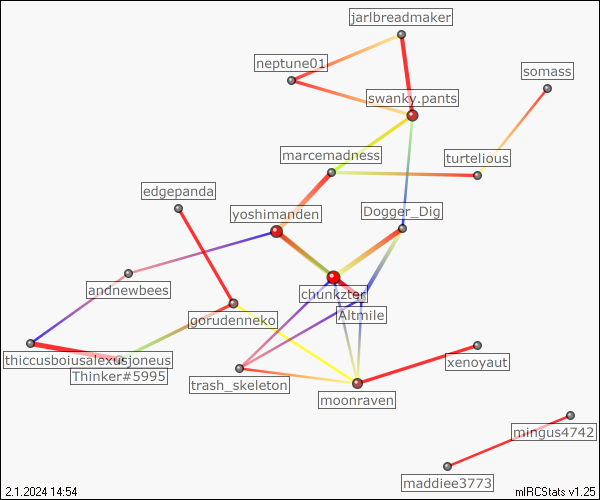 jarlbreadmaker
neptune01
somass
swanky.pants
marcemadness
turtelious
edgepanda
yoshimanden
Dogger_Dig
andnewbees
chunkzter
Altmile
gorudenneko
thiccusboiusalexusjoneus
Thinker#5995
xenoyaut
trash_skeleton
moonraven
mingus4742
maddiee3773
2.1.2024 14:54
mIRCStats v1.25